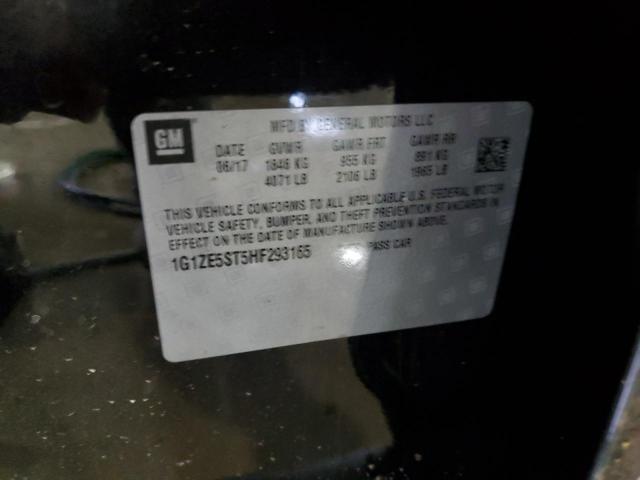 GM
MFD BY GENERAL MOTORS LLC
DATE GVWR GAWR FRT GAWR RR
06/17 1846 KG 955 KG 891 KG
4071 LB 2106 LB 1965 LB
THIS VEHICLE CONFORMS TO ALL APPLICABLE U.S. FEDERAL MOTOR
VEHICLE SAFETY, BUMPER, AND THEFT PREVENTION STANDARDS IN
EFFECT ON THE DATE OF MANUFACTURE SHOWN ABOVE.
1G1ZE5ST5HF293165 PASS CAR